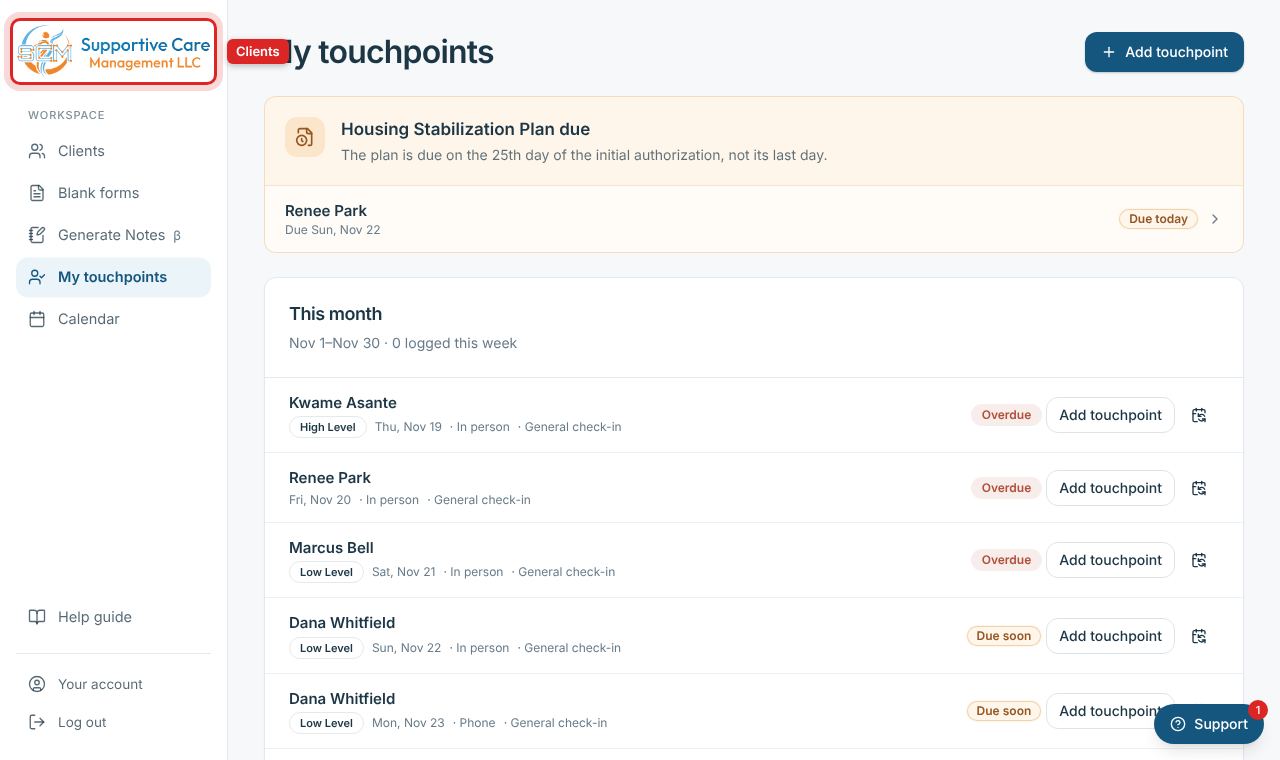 SCM Supportive Care
Management LLC
Clients
y touchpoints
+ Add touchpoint
WORKSPACE
Clients
Blank forms
Generate Notes β
My touchpoints
Calendar
Help guide
Your account
Log out
Housing Stabilization Plan due
The plan is due on the 25th day of the initial authorization, not its last day.
Renee Park
Due Sun, Nov 22
Due today
This month
Nov 1–Nov 30 · 0 logged this week
Kwame Asante
High Level Thu, Nov 19 · In person · General check-in
Overdue Add touchpoint
Renee Park
Fri, Nov 20 · In person · General check-in
Overdue Add touchpoint
Marcus Bell
Low Level Sat, Nov 21 · In person · General check-in
Overdue Add touchpoint
Dana Whitfield
Low Level Sun, Nov 22 · In person · General check-in
Due soon Add touchpoint
Dana Whitfield
Low Level Mon, Nov 23 · Phone · General check-in
Due soon Add touchpoint
Support 1